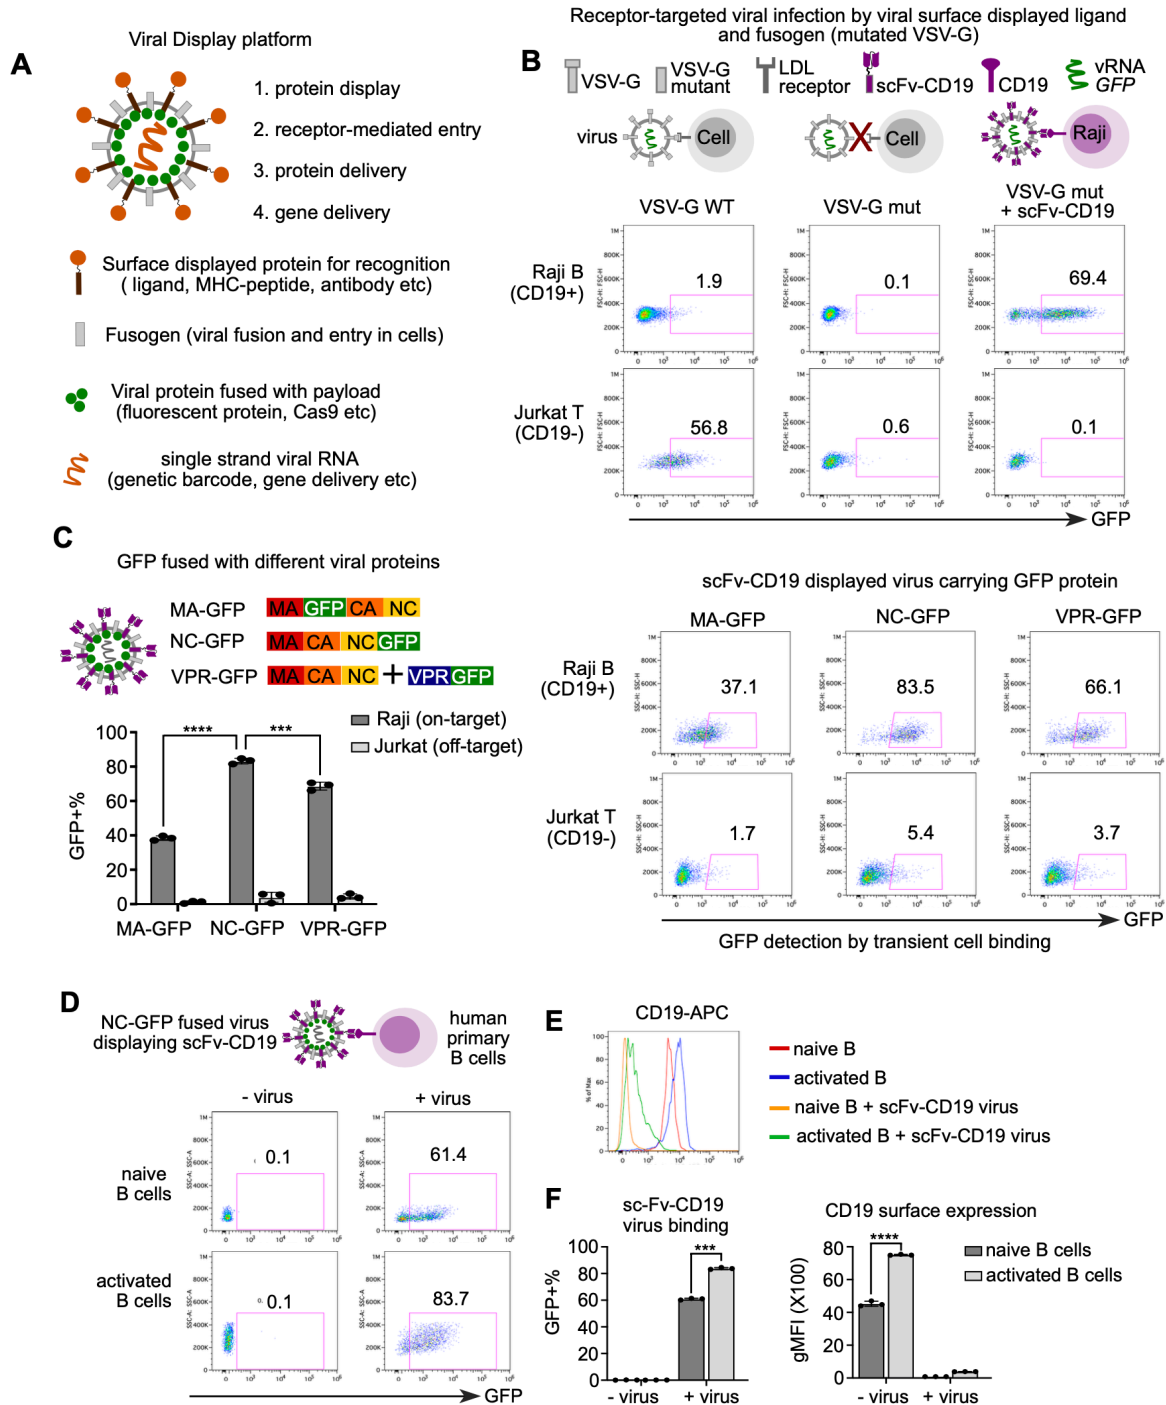 Viral Display platform
A
1. protein display
2. receptor-mediated entry
3. protein delivery
4. gene delivery
Surface displayed protein for recognition
( ligand, MHC-peptide, antibody etc)
Fusogen (viral fusion and entry in cells)
Viral protein fused with payload
(fluorescent protein, Cas9 etc)
single strand viral RNA
(genetic barcode, gene delivery etc)
B
Receptor-targeted viral infection by viral surface displayed ligand
and fusogen (mutated VSV-G)
VSV-G
VSV-G
mutant
LDL
receptor
scFv-CD19
CD19
vRNA
GFP
virus
Cell
Cell
Raji
VSV-G WT
VSV-G mut
VSV-G mut
+ scFv-CD19
Raji B
(CD19+)
1.9
0.1
69.4
Jurkat T
(CD19-)
56.8
0.6
0.1
GFP
C
GFP fused with different viral proteins
MA-GFP
MA GFP CA NC
NC-GFP
MA CA NC GFP
VPR-GFP
MA CA NC + VPR GFP
Raji (on-target)
Jurkat (off-target)
**** ***
GFP+%
100
80
60
40
20
0
MA-GFP NC-GFP VPR-GFP
scFv-CD19 displayed virus carrying GFP protein
MA-GFP
NC-GFP
VPR-GFP
Raji B
(CD19+)
37.1
83.5
66.1
Jurkat T
(CD19-)
1.7
5.4
3.7
GFP
GFP detection by transient cell binding
D
NC-GFP fused virus
displaying scFv-CD19
human
primary
B cells
- virus
+ virus
naive
B cells
0.1
61.4
activated
B cells
0.1
83.7
GFP
E
CD19-APC
% of Max
100
80
60
40
20
0
0 10³ 10⁴ 10⁵ 10⁶
naive B
activated B
naive B + scFv-CD19 virus
activated B + scFv-CD19 virus
F
sc-Fv-CD19
virus binding
***
GFP+%
100
80
60
40
20
0
- virus + virus
CD19 surface expression
****
gMFI (X100)
80
60
40
20
0
- virus + virus
naive B cells
activated B cells